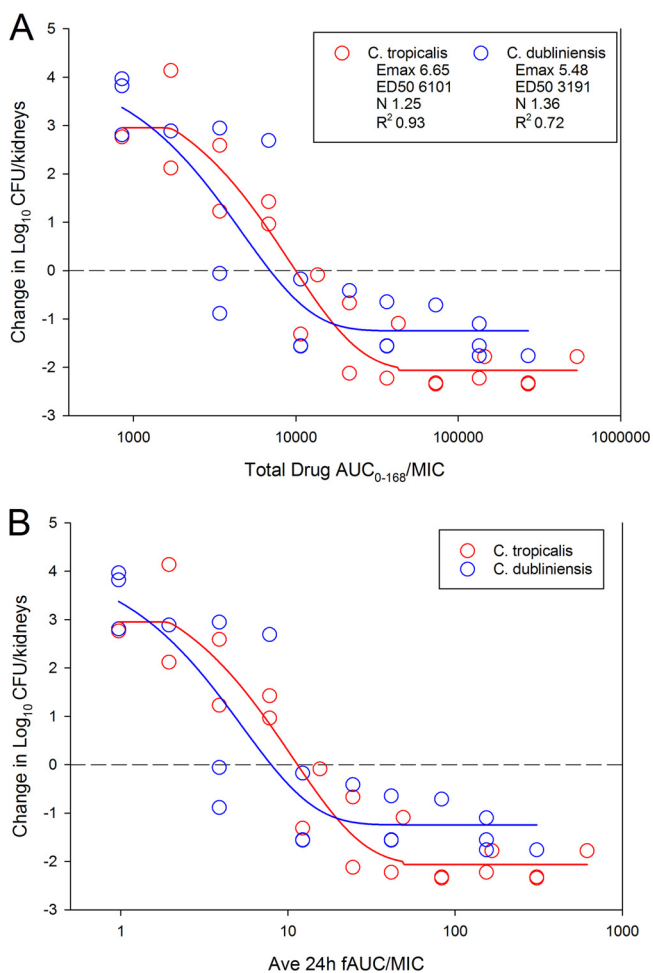 A
5
4
3
2
1
0
-1
-2
-3
Change in Log10 CFU/kidneys
C. tropicalis
Emax 6.65
ED50 6101
N 1.25
R2 0.93
C. dubliniensis
Emax 5.48
ED50 3191
N 1.36
R2 0.72
1000 10000 100000 1000000
Total Drug AUC0-168/MIC
B
5
4
3
2
1
0
-1
-2
-3
Change in Log10 CFU/kidneys
C. tropicalis
C. dubliniensis
1 10 100 1000
Ave 24h fAUC/MIC